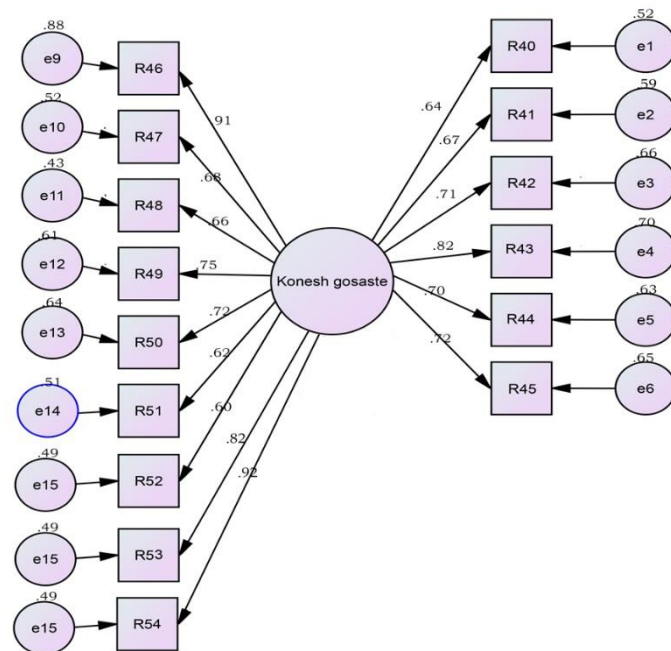 .88
e9
R46
.91
.52
e10
R47
.68
.43
e11
R48
.66
.61
e12
R49
.75
.64
e13
R50
.72
.51
e14
R51
.62
.49
e15
R52
.60
.49
e15
R53
.82
.49
e15
R54
.92
Konesh gosaste
.52
R40
e1
.64
.59
R41
e2
.67
.66
R42
e3
.71
.70
R43
e4
.82
.63
R44
e5
.70
.65
R45
e6
.72